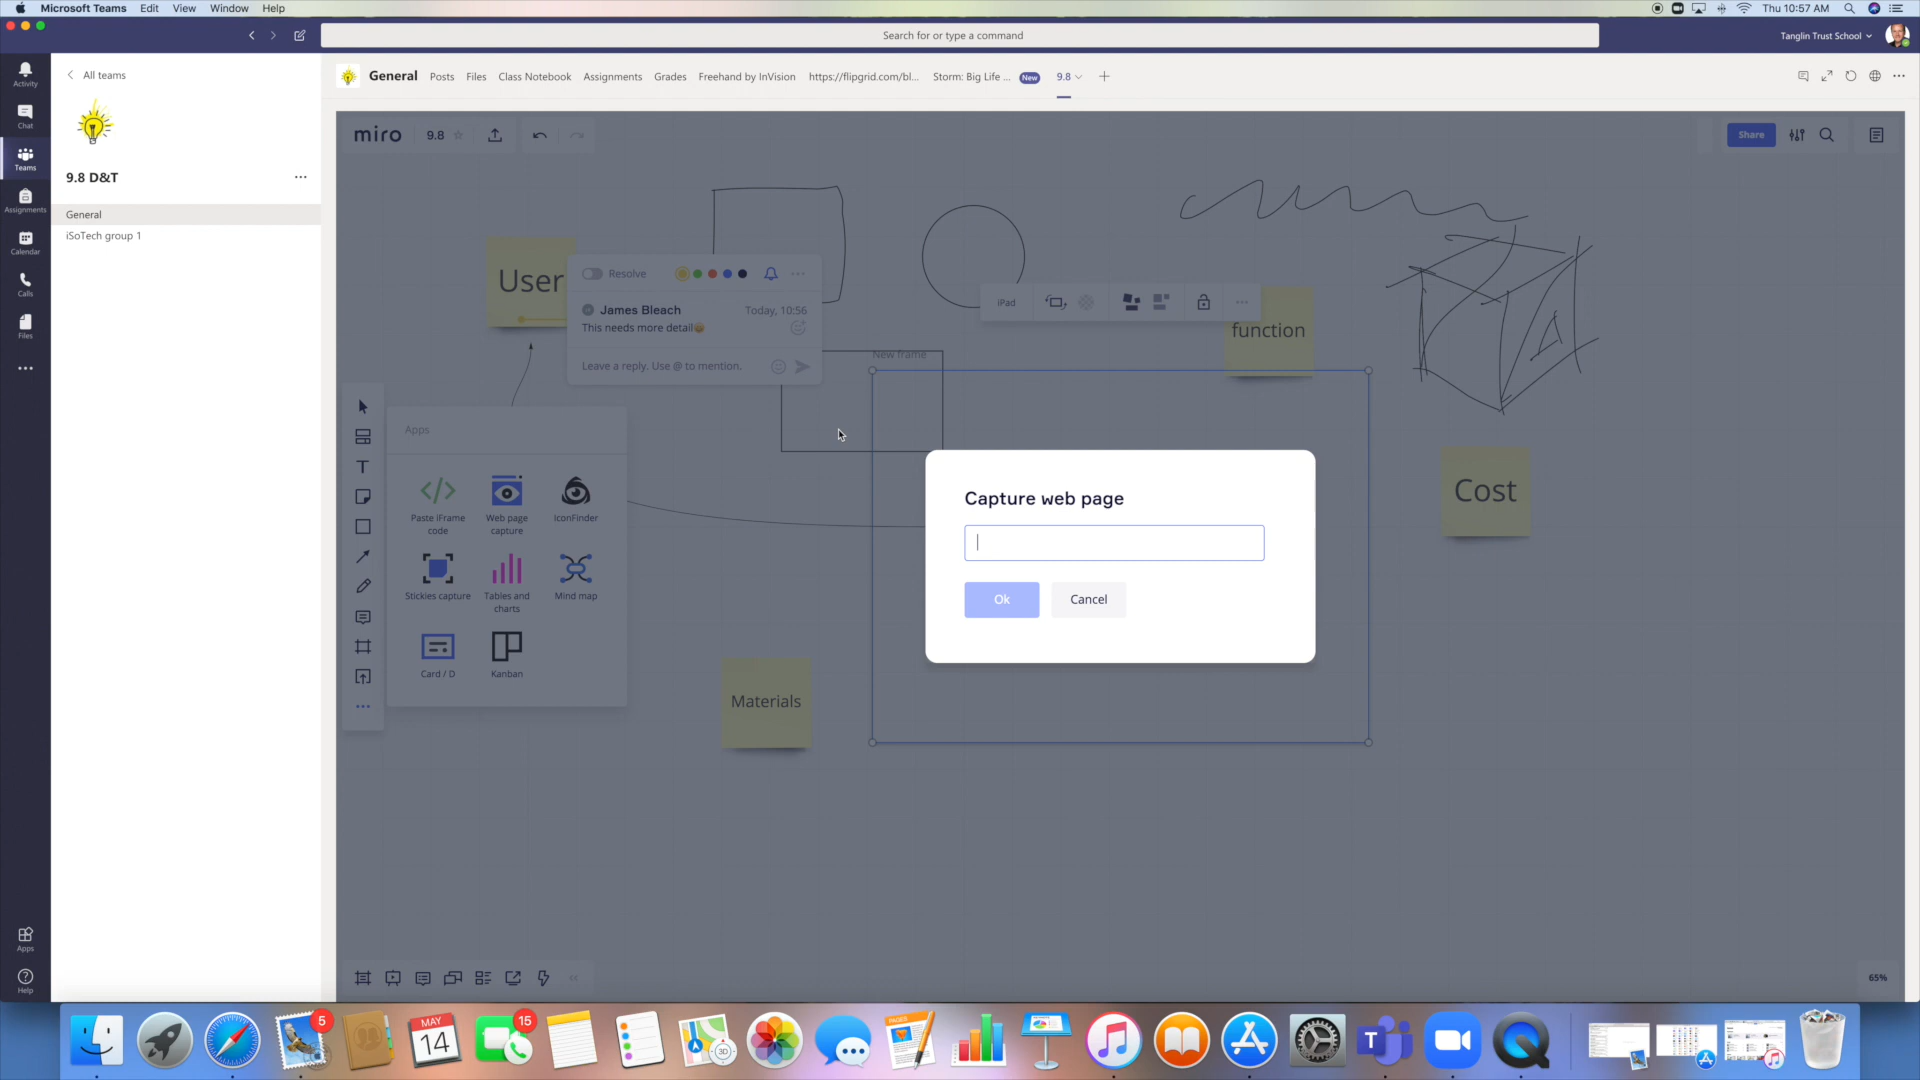 Microsoft Teams Edit View Window Help
Thu 10:57 AM
Search for or type a command
Tanglin Trust School
Activity
Chat
Teams
Assignments
Calendar
Calls
Files
Apps
Help
All teams
9.8 D&T
General
iSoTech group 1
General Posts Files Class Notebook Assignments Grades Freehand by InVision https://flipgrid.com/bl... Storm: Big Life ... New 9.8
miro 9.8
Share
User
Resolve
James Bleach Today, 10:56
This needs more detail
Leave a reply. Use @ to mention.
iPad
New frame
function
Cost
Materials
Apps
Paste iFrame code
Web page capture
IconFinder
Stickies capture
Tables and charts
Mind map
Card / D
Kanban
Capture web page
Ok Cancel
65%
5
MAY
14
15
PAGES
3D